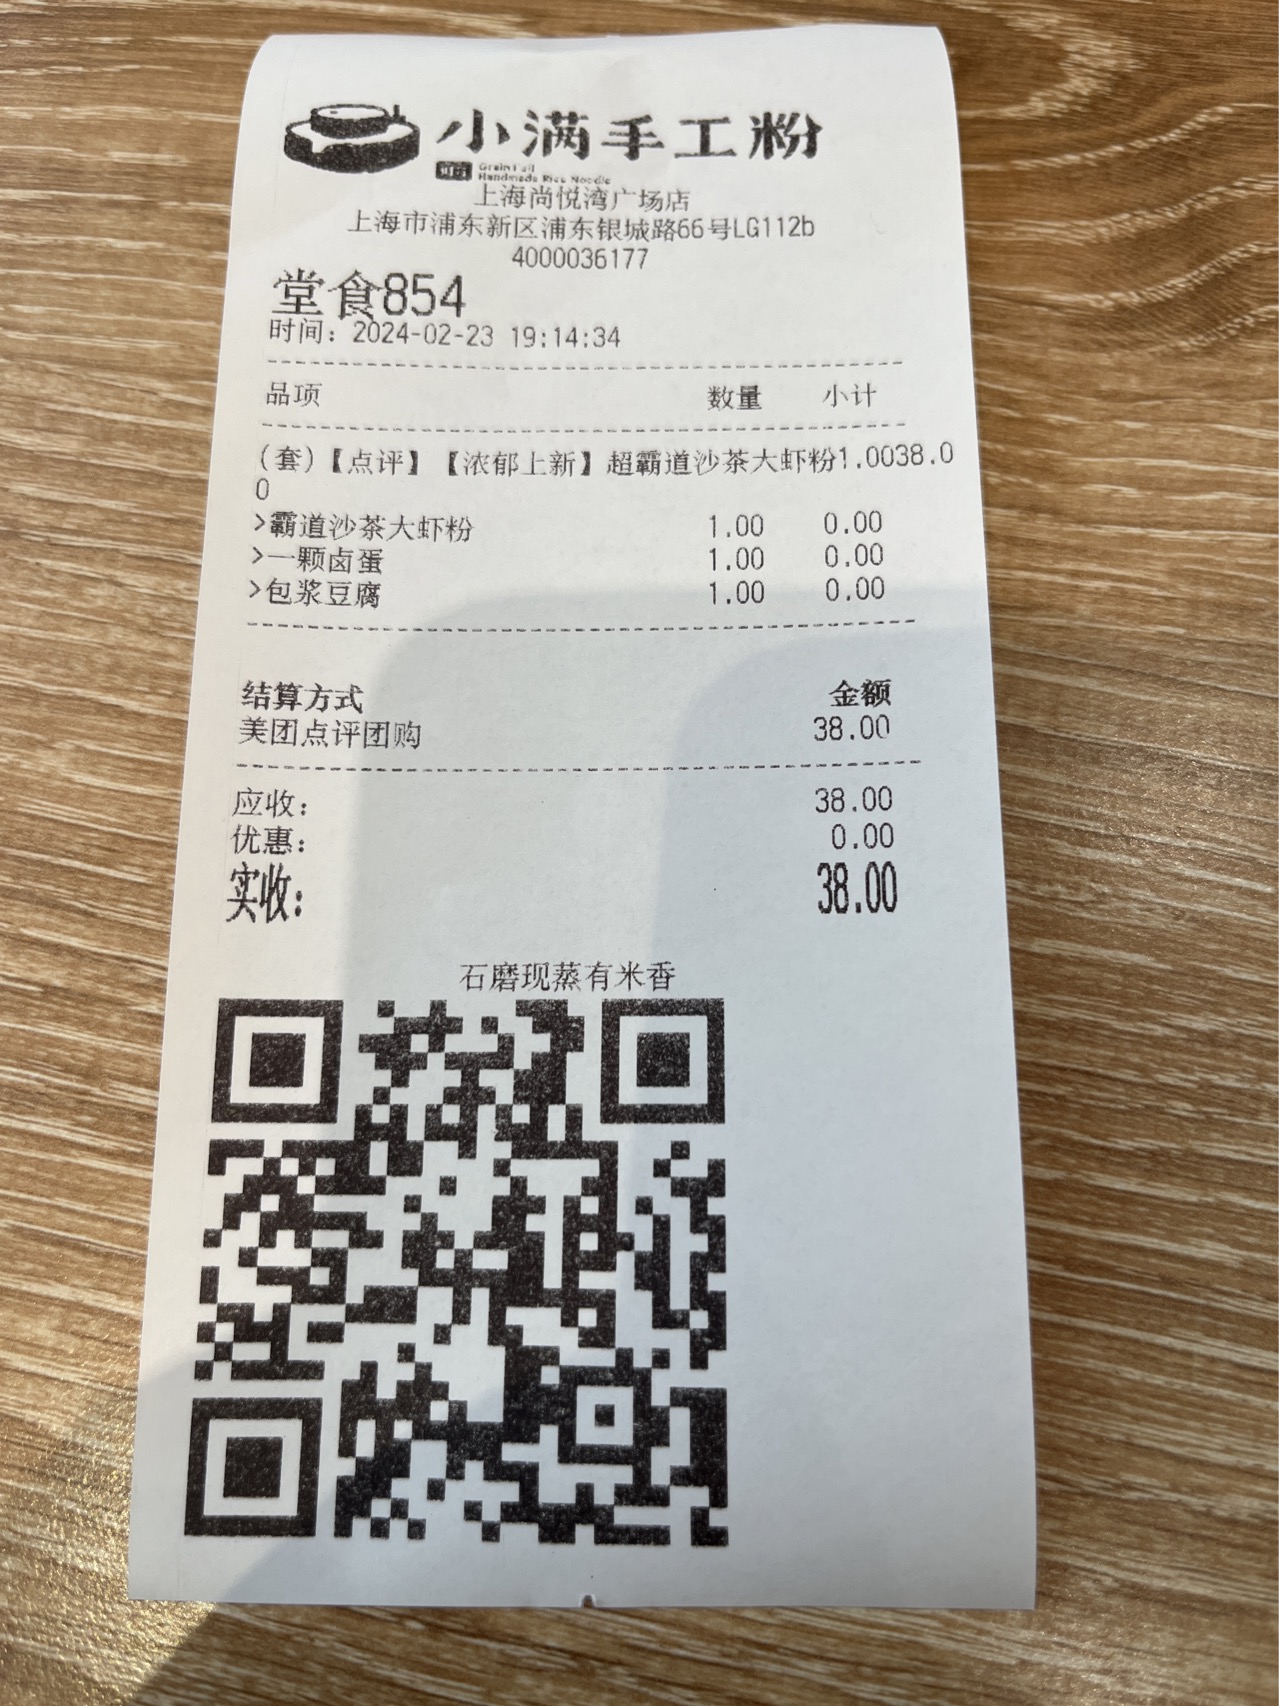 小满手工粉
Handmade Rice Noodle
上海尚悦湾广场店
上海市浦东新区浦东银城路66号LG112b
4000036177
堂食854
时间：2024-02-23 19:14:34
品项 数量 小计
（套）【点评】【浓郁上新】超霸道沙茶大虾粉1.0038.0
0
>霸道沙茶大虾粉 1.00 0.00
>一颗卤蛋 1.00 0.00
>包浆豆腐 1.00 0.00
结算方式 金额
美团点评团购 38.00
应收： 38.00
优惠： 0.00
实收： 38.00
石磨现蒸有米香